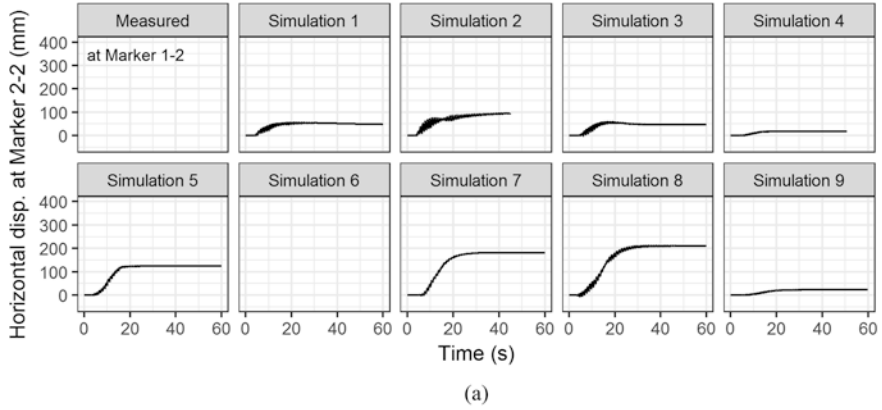 Horizontal disp. at Marker 2-2 (mm)
Measured Simulation 1 Simulation 2 Simulation 3 Simulation 4
at Marker 1-2
400
300
200
100
0
Simulation 5 Simulation 6 Simulation 7 Simulation 8 Simulation 9
400
300
200
100
0
0 20 40 60 0 20 40 60 0 20 40 60 0 20 40 60 0 20 40 60
Time (s)
(a)